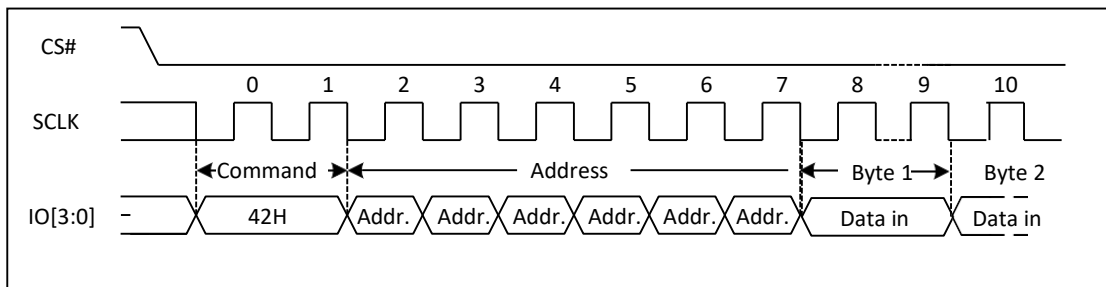 CS#
0 1 2 3 4 5 6 7 8 9 10
SCLK
Command Address Byte 1 Byte 2
IO[3:0] 42H Addr. Addr. Addr. Addr. Addr. Addr. Data in Data in